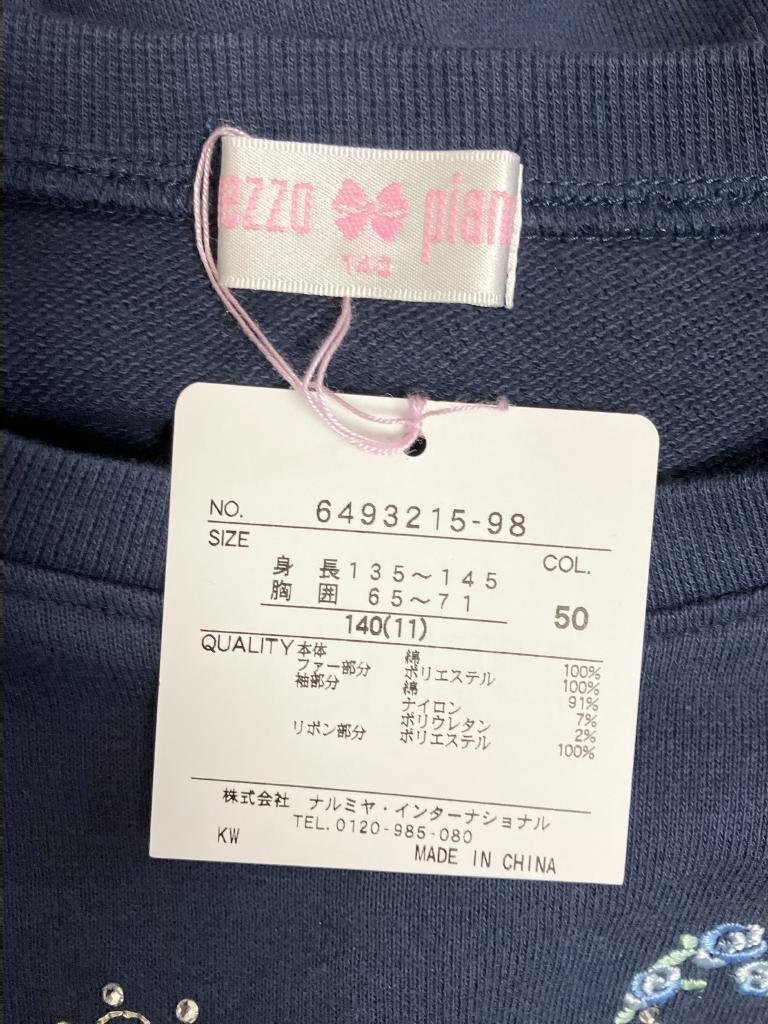 ezzo pian
140
NO. 6493215-98
SIZE
COL.
身長 135～145
胸囲 65～71
50
140(11)
QUALITY 本体 綿 100%
ファー部分 ポリエステル 100%
袖部分 綿 91%
ナイロン 7%
ポリウレタン 2%
リボン部分 ポリエステル 100%
株式会社 ナルミヤ・インターナショナル
TEL. 0120-985-080
KW
MADE IN CHINA